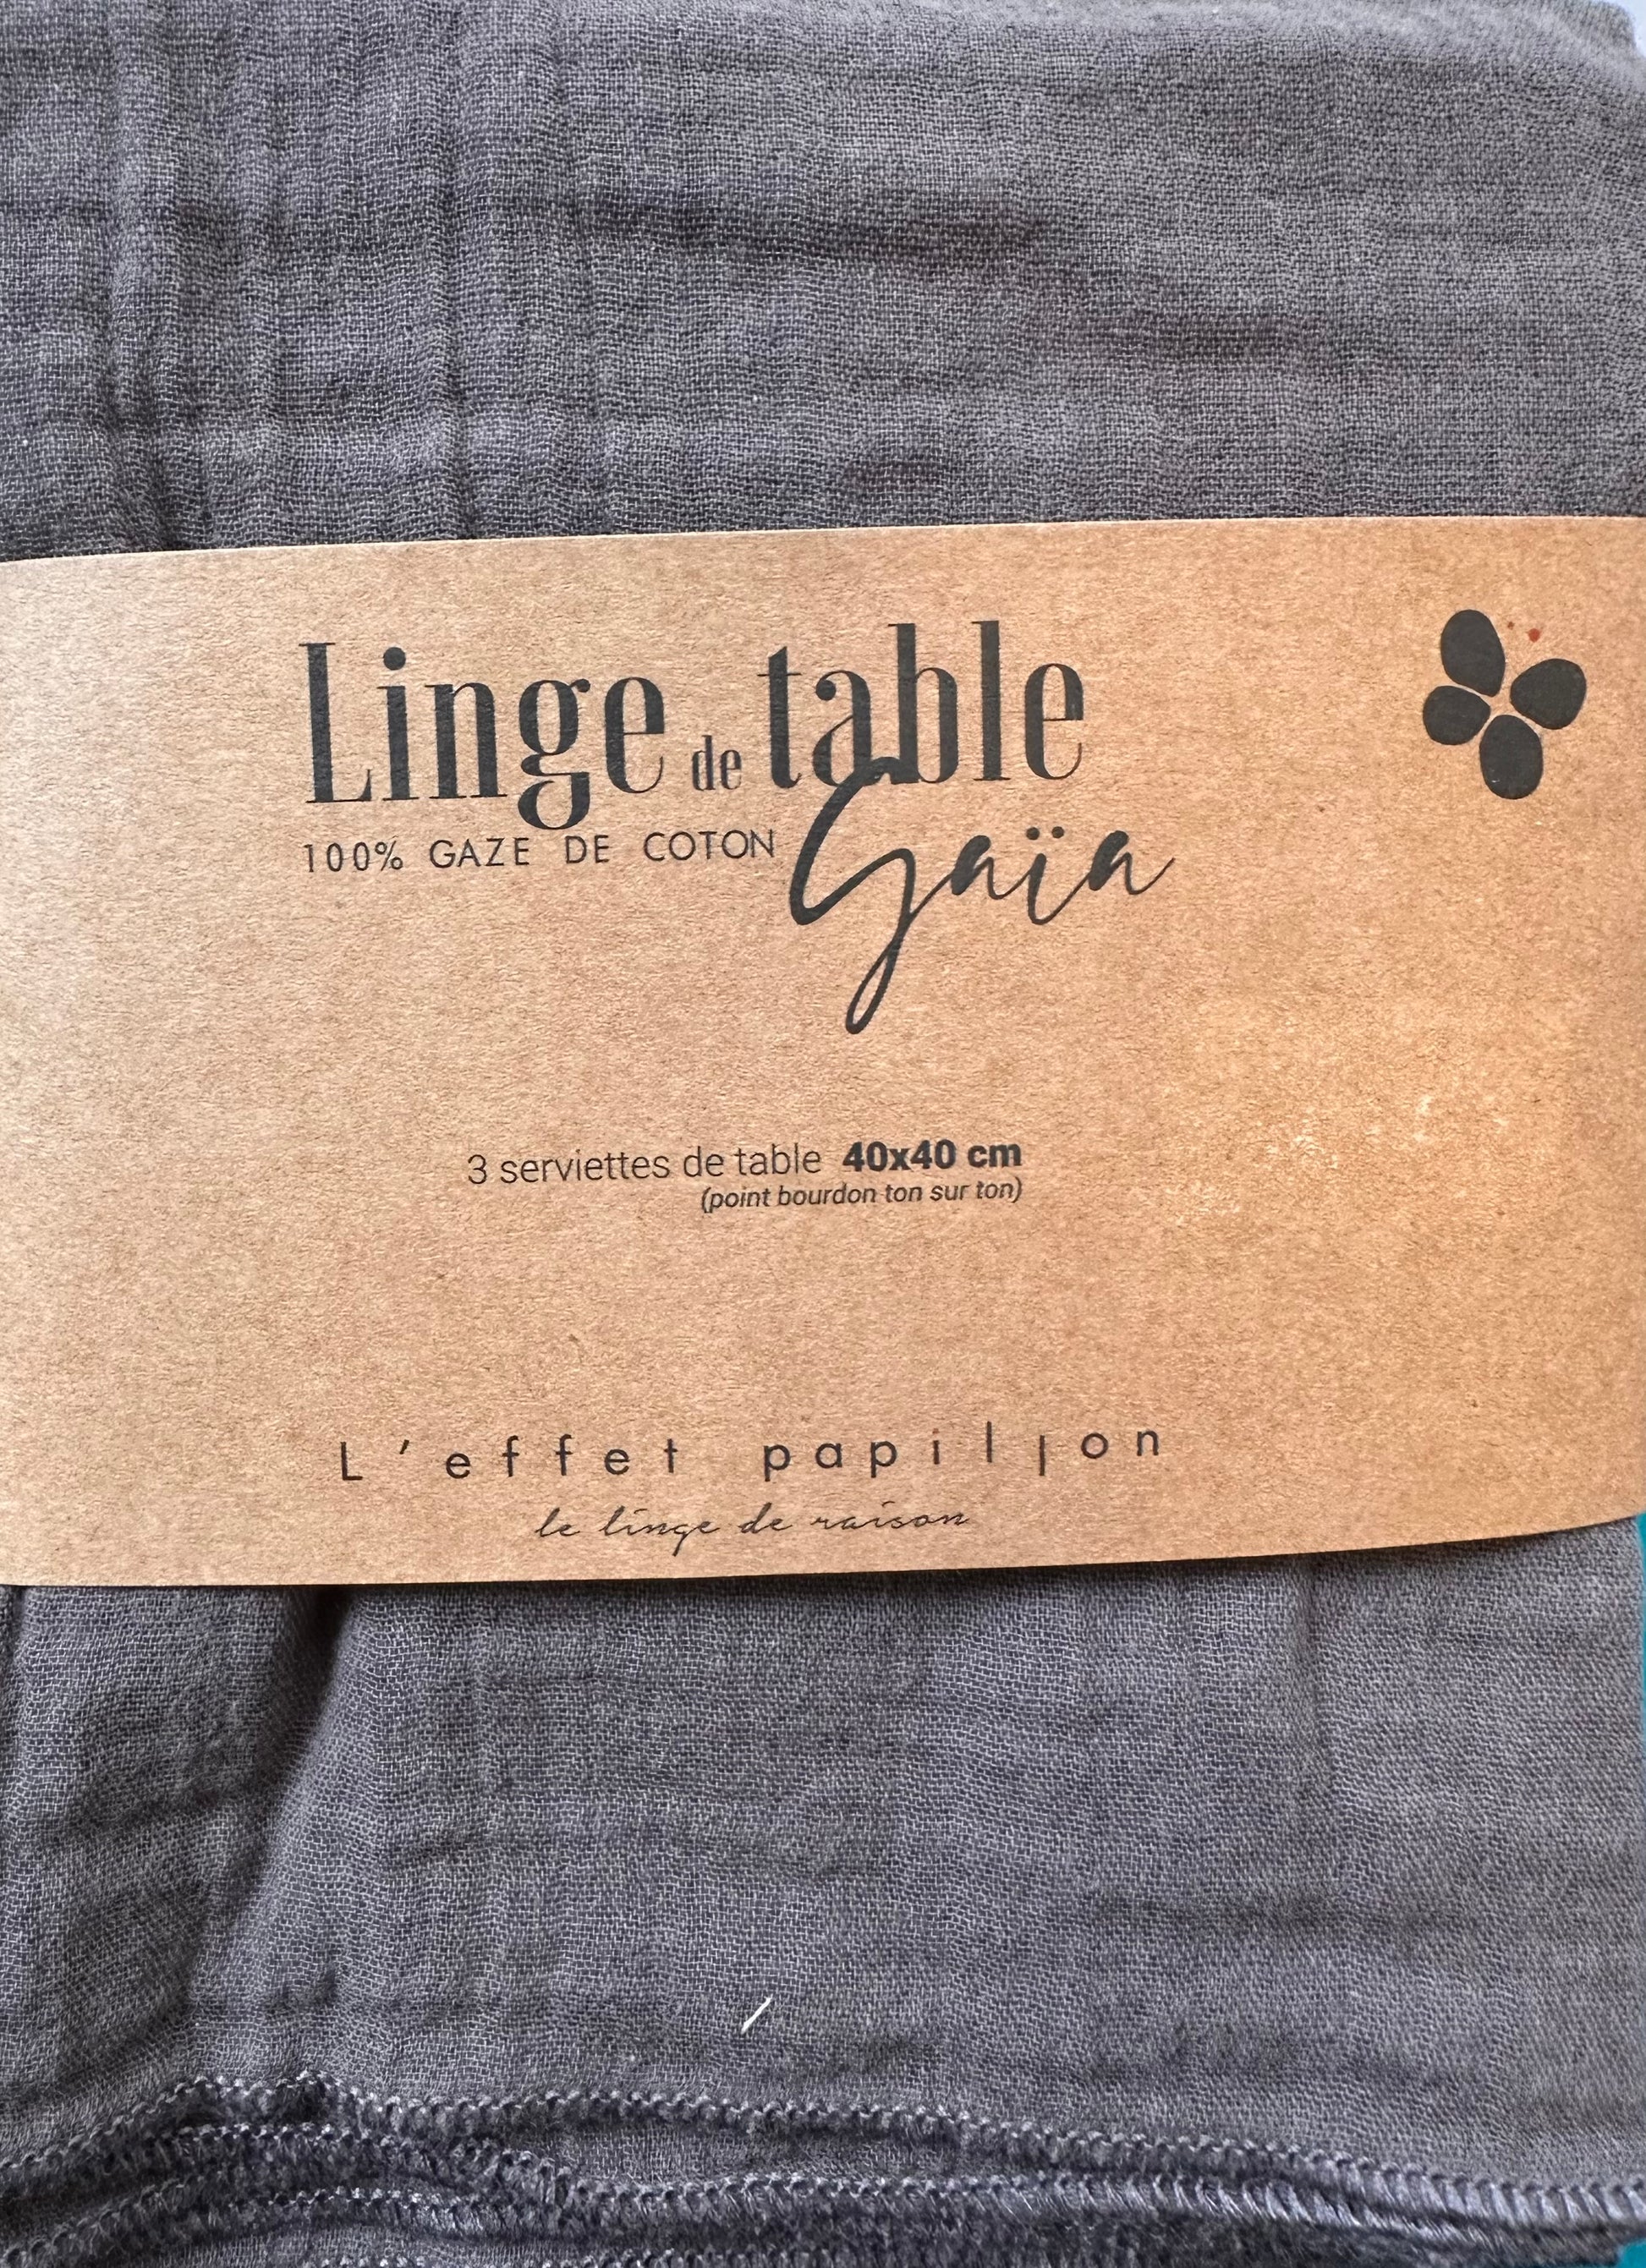 Linge de table
100% GAZE DE COTON Gaïa
3 serviettes de table 40x40 cm
(point bourdon ton sur ton)
L'effet papillon
le linge de raison